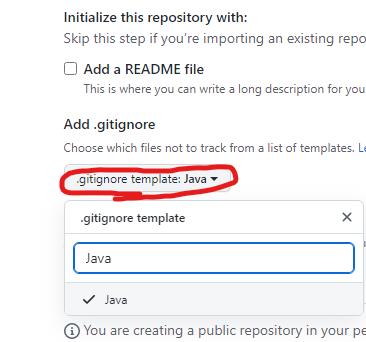 Initialize this repository with:
Skip this step if you're importing an existing repo
Add a README file
This is where you can write a long description for you
Add .gitignore
Choose which files not to track from a list of templates. Le
.gitignore template: Java
.gitignore template
Java
Java
You are creating a public repository in your pe